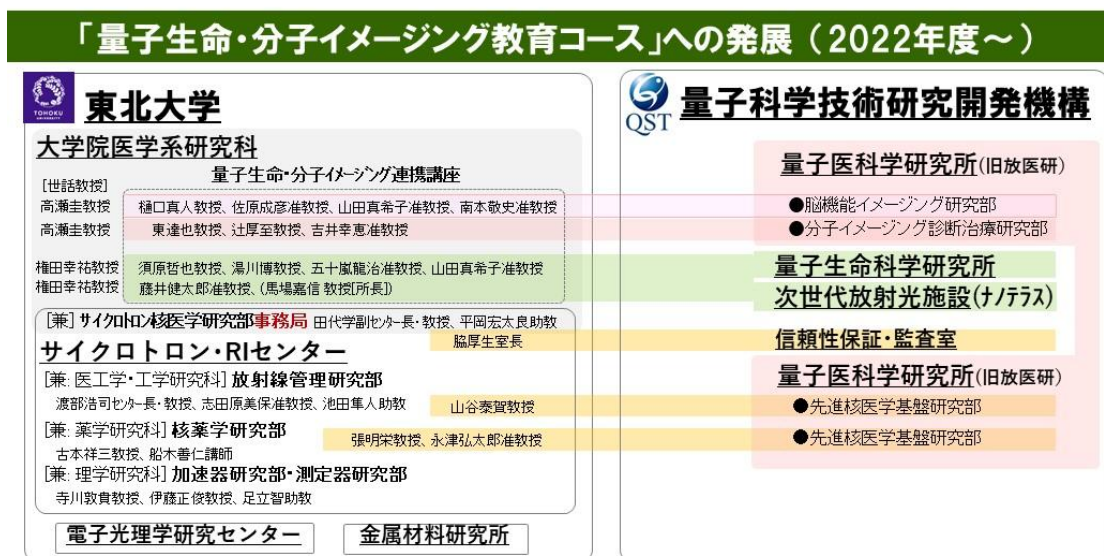 「量子生命・分子イメージング教育コース」への発展(2022年度~)
TOHOKU
UNIVERSITY
東北大学
大学院医学系研究科
量子生命・分子イメージング連携講座
[世話教授]
高瀬圭教授 樋口真人教授、佐原成彦准教授、山田真希子准教授、南本敬史准教授
高瀬圭教授 東達也教授、辻厚至教授、吉井幸恵准教授
権田幸祐教授 須原哲也教授、湯川博教授、五十嵐龍治准教授、山田真希子准教授
権田幸祐教授 藤井健太郎准教授、(馬場嘉信 教授[所長])
[兼] サイクロトロン核医学研究部事務局 田代学副センター長・教授、平岡宏太良助教
サイクロトロン・RIセンター
脇厚生室長
[兼: 医工学・工学研究科] 放射線管理研究部
渡部浩司センター長・教授、志田原美保准教授、池田隼人助教
山谷泰賀教授
[兼: 薬学研究科] 核薬学研究部
張明栄教授、永津弘太郎准教授
古本祥三教授、船木善仁講師
[兼: 理学研究科] 加速器研究部・測定器研究部
寺川貴樹教授、伊藤正俊教授、足立智助教
電子光理学研究センター
金属材料研究所
QST
量子科学技術研究開発機構
量子医科学研究所(旧放医研)
●脳機能イメージング研究部
●分子イメージング診断治療研究部
量子生命科学研究所
次世代放射光施設(ナノテラス)
信頼性保証・監査室
量子医科学研究所(旧放医研)
●先進核医学基盤研究部
●先進核医学基盤研究部